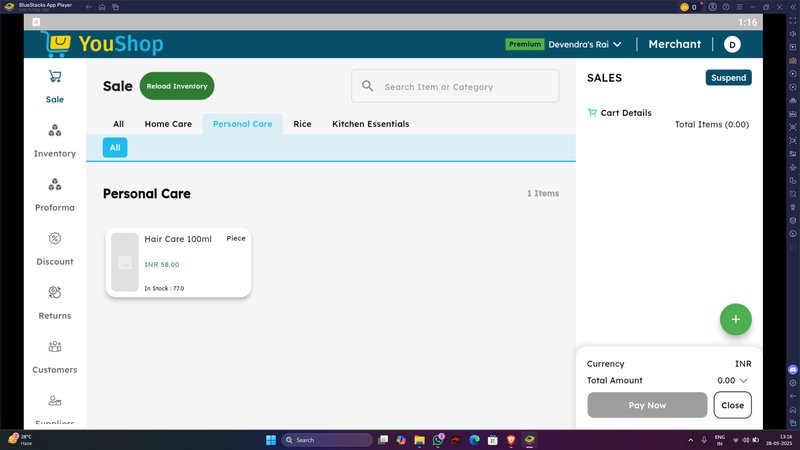 BlueStacks App Player
0
1:16
YouShop
Premium Devendra's Rai
Merchant
D
Sale
Inventory
Proforma
Discount
Returns
Customers
Suppliers
Sale
Reload Inventory
Search Item or Category
All
Home Care
Personal Care
Rice
Kitchen Essentials
All
Personal Care
1 Items
Hair Care 100ml
Piece
INR 58.00
In Stock : 77.0
SALES
Suspend
Cart Details
Total Items (0.00)
+
Currency
INR
Total Amount
0.00
Pay Now
Close
28°C
Haze
Search
ENG
IN
13:16
28-05-2025